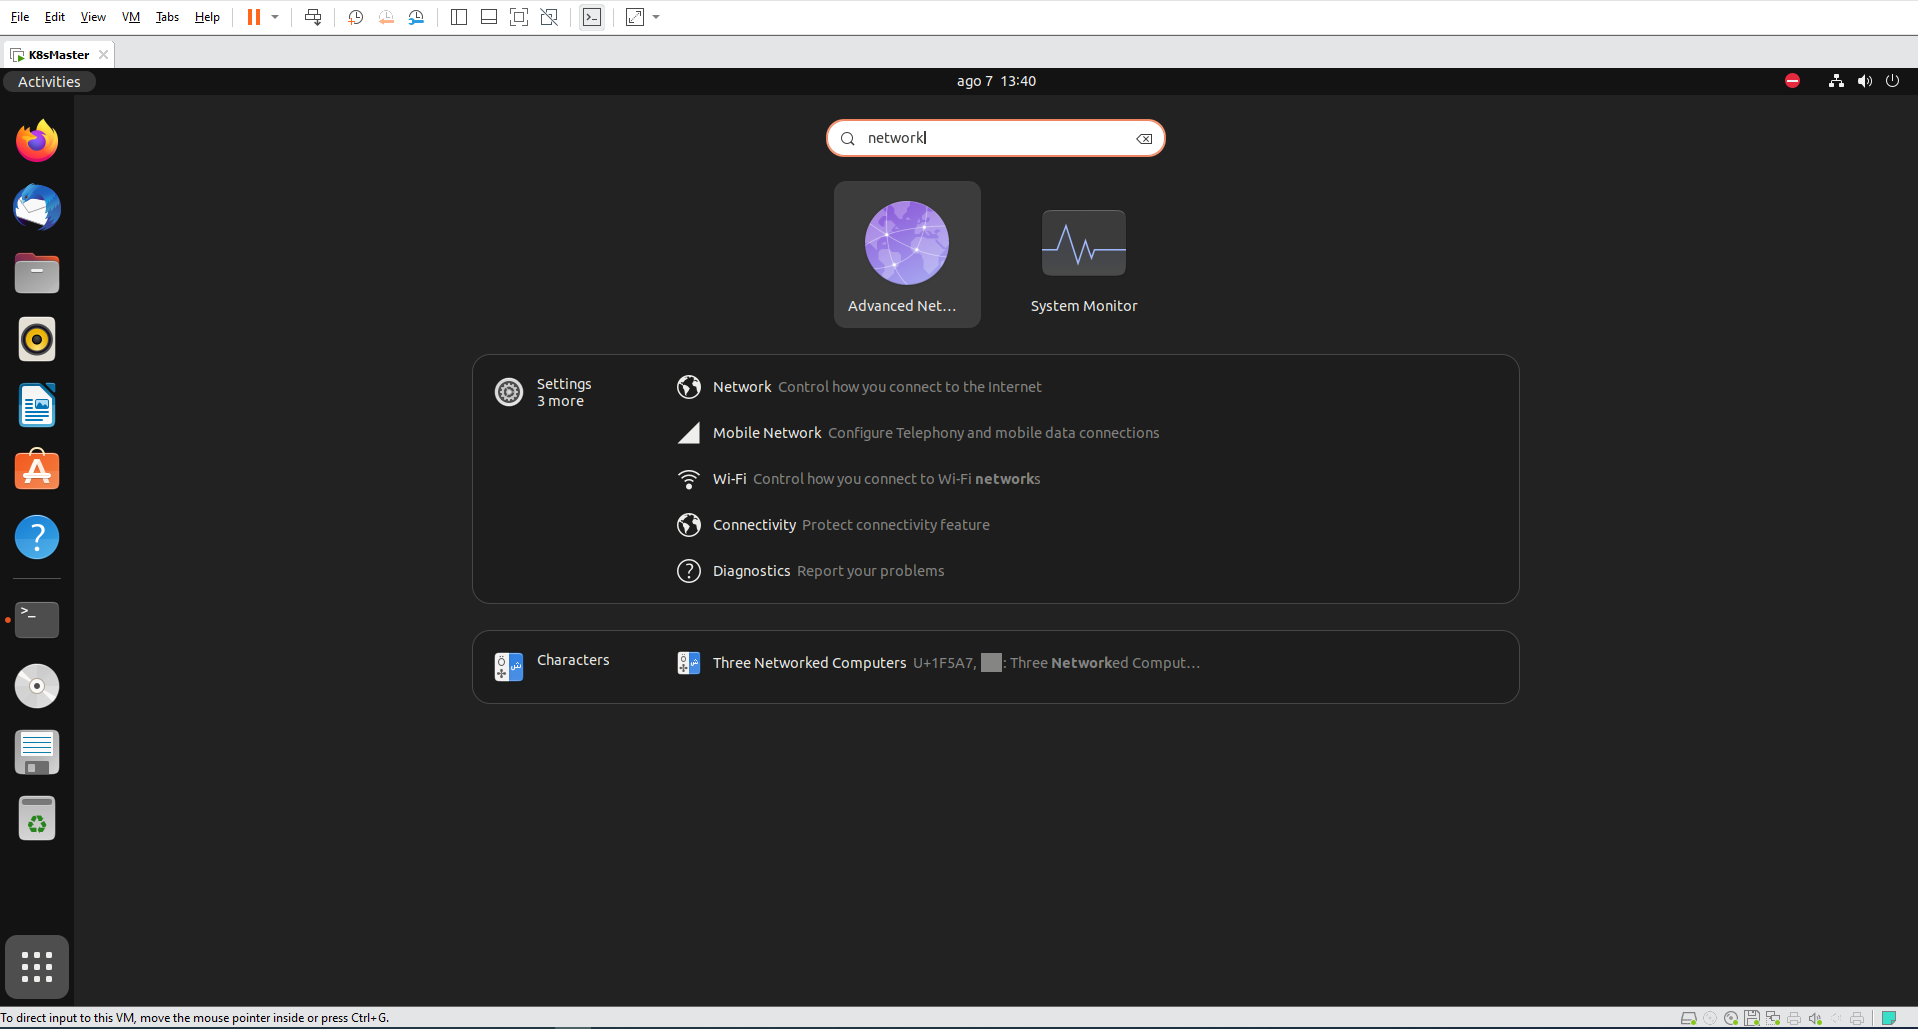 File Edit View VM Tabs Help
K8sMaster
Activities
ago 7 13:40
network
Advanced Net…
System Monitor
Settings
3 more
Network Control how you connect to the Internet
Mobile Network Configure Telephony and mobile data connections
Wi-Fi Control how you connect to Wi-Fi networks
Connectivity Protect connectivity feature
Diagnostics Report your problems
Characters
Three Networked Computers U+1F5A7, : Three Networked Comput…
To direct input to this VM, move the mouse pointer inside or press Ctrl+G.